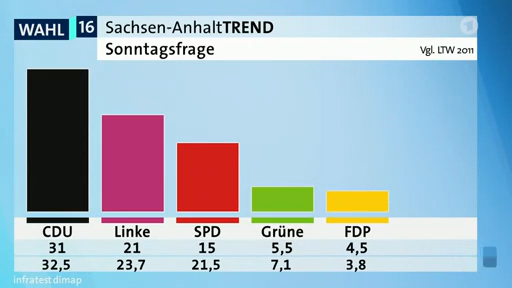 WAHL 16 Sachsen-AnhaltTREND
Sonntagsfrage Vgl. LTW 2011
CDU Linke SPD Grüne FDP
31 21 15 5,5 4,5
32,5 23,7 21,5 7,1 3,8
infratest dimap